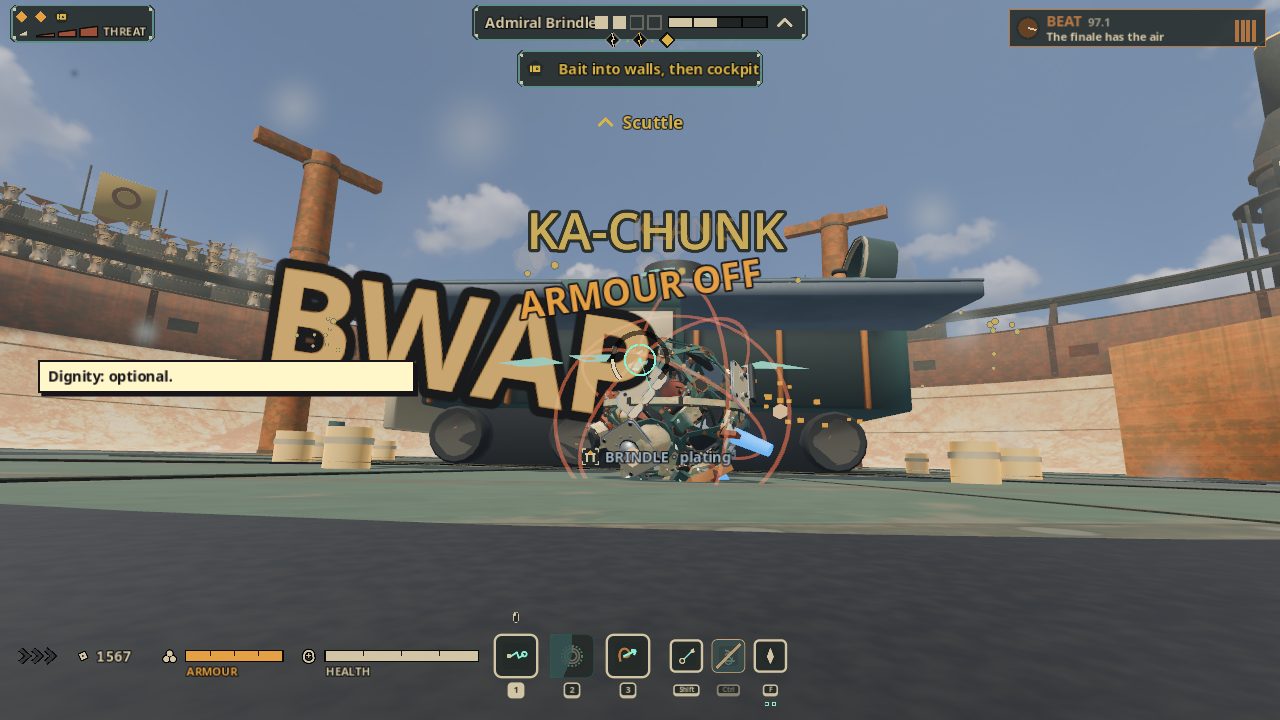 THREAT
Admiral Brindle
BEAT 97.1
The finale has the air
Bait into walls, then cockpit
Scuttle
KA-CHUNK
ARMOUR OFF
BWAP
Dignity: optional.
BRINDLE · plating
1567
ARMOUR
HEALTH
1
2
3
Shift
Ctrl
F